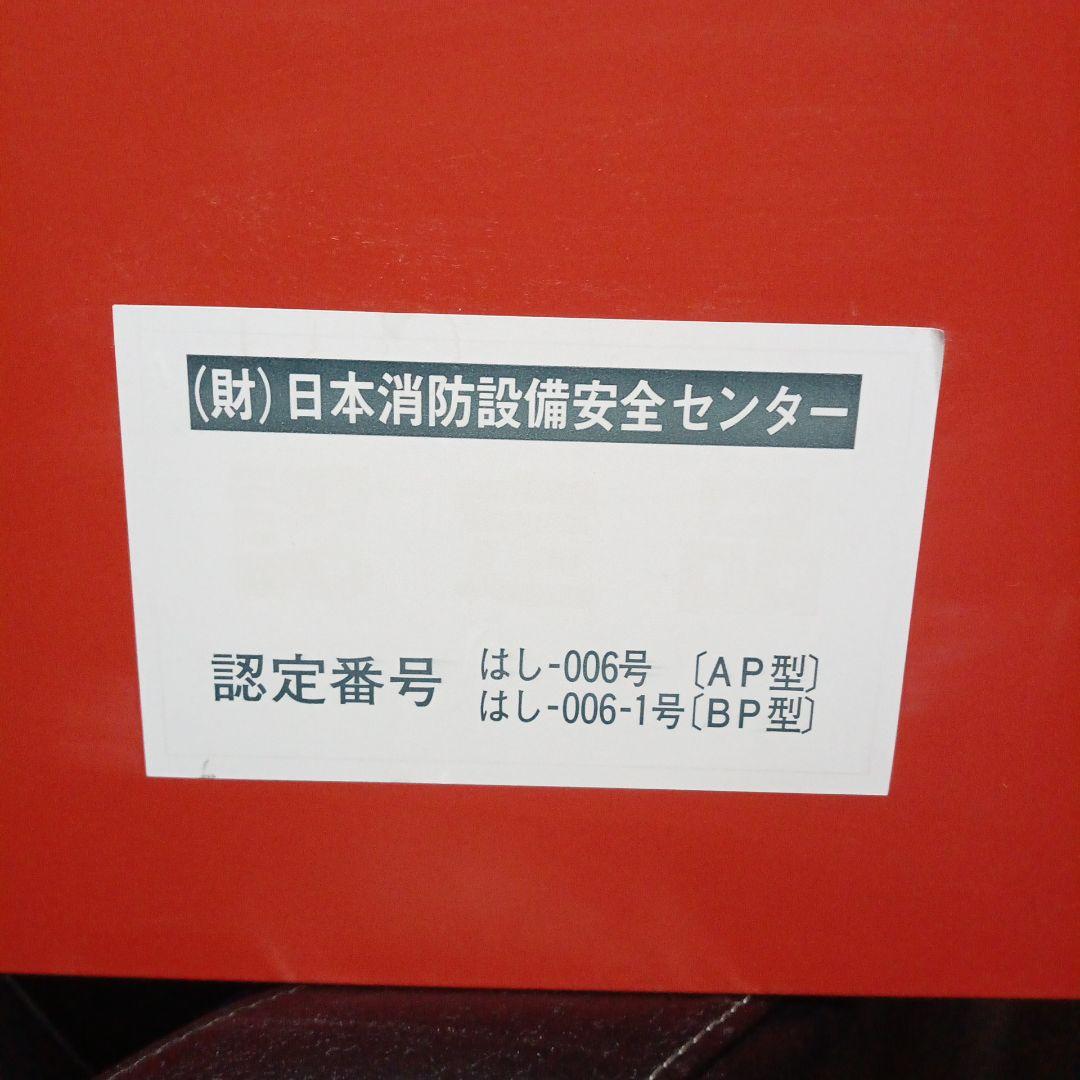 (財)日本消防設備安全センター
認定番号 はし-006号 〔AP型〕
はし-006-1号〔BP型〕